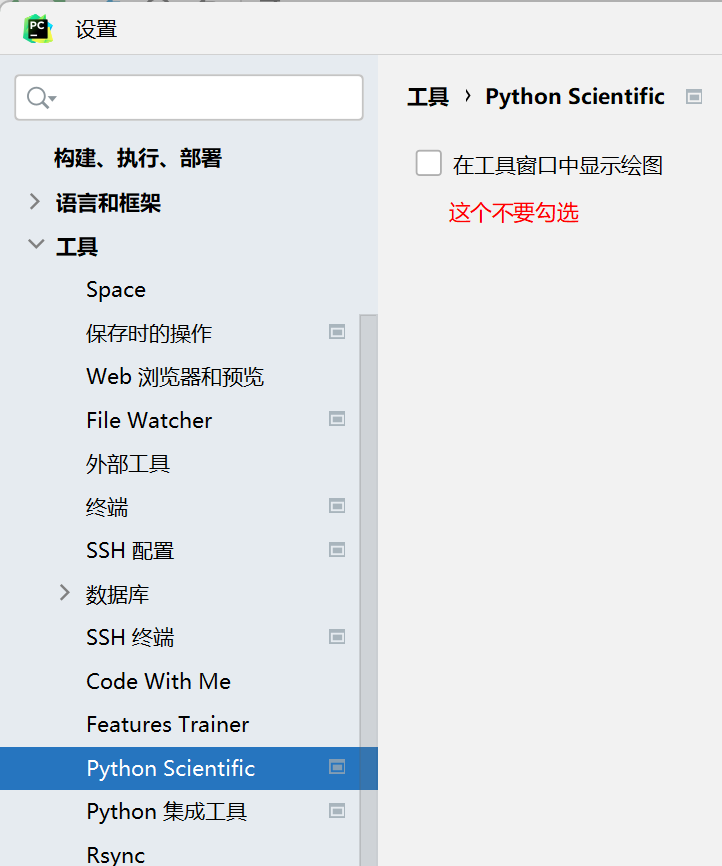 PC
设置
构建、执行、部署
语言和框架
工具
Space
保存时的操作
Web 浏览器和预览
File Watcher
外部工具
终端
SSH 配置
数据库
SSH 终端
Code With Me
Features Trainer
Python Scientific
Python 集成工具
Rsync
工具 › Python Scientific
在工具窗口中显示绘图
这个不要勾选